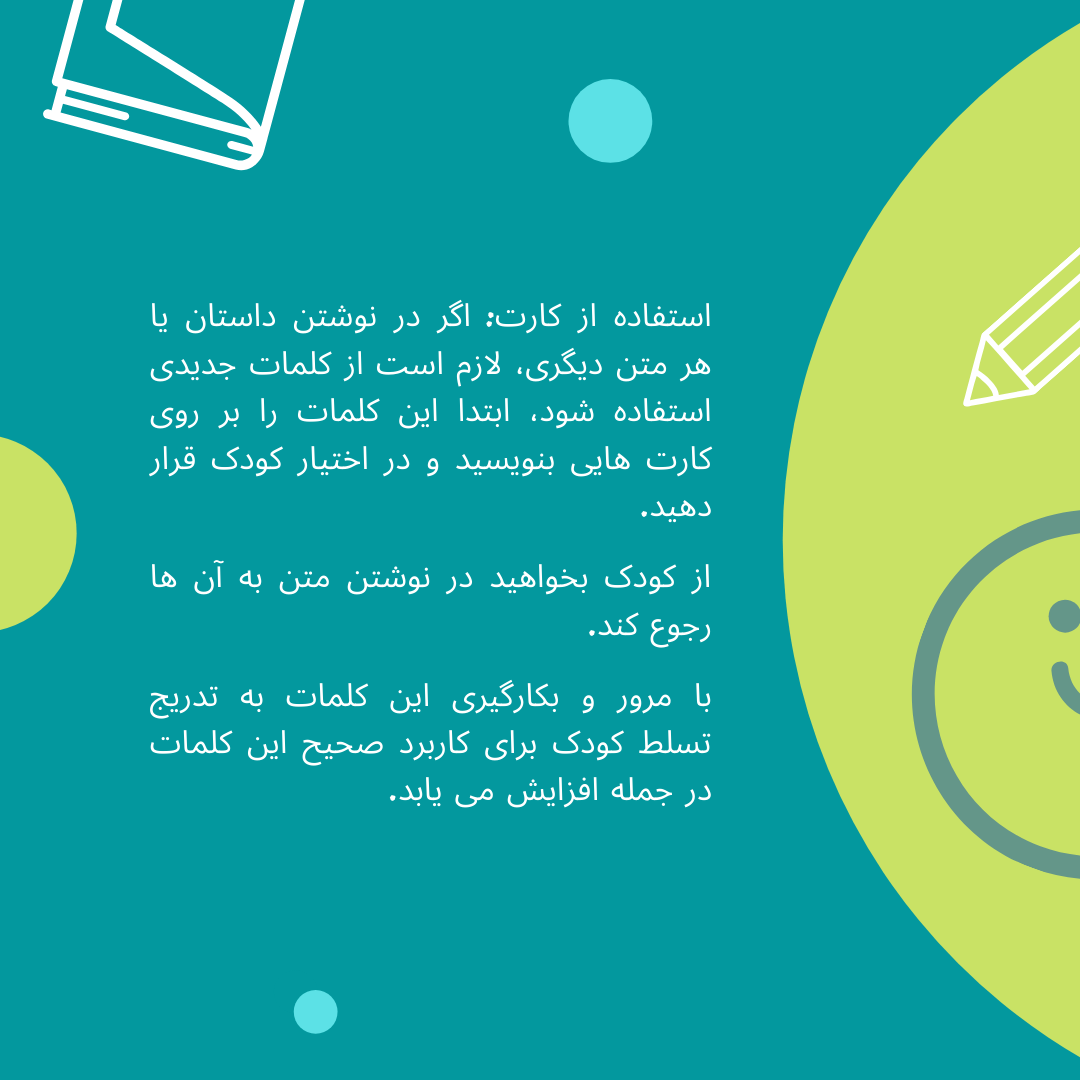 استفاده از کارت: اگر در نوشتن داستان یا
هر متن دیگری، لازم است از کلمات جدیدی
استفاده شود، ابتدا این کلمات را بر روی
کارت هایی بنویسید و در اختیار کودک قرار
دهید.
از کودک بخواهید در نوشتن متن به آن ها
رجوع کند.
با مرور و بکارگیری این کلمات به تدریج
تسلط کودک برای کاربرد صحیح این کلمات
در جمله افزایش می یابد.